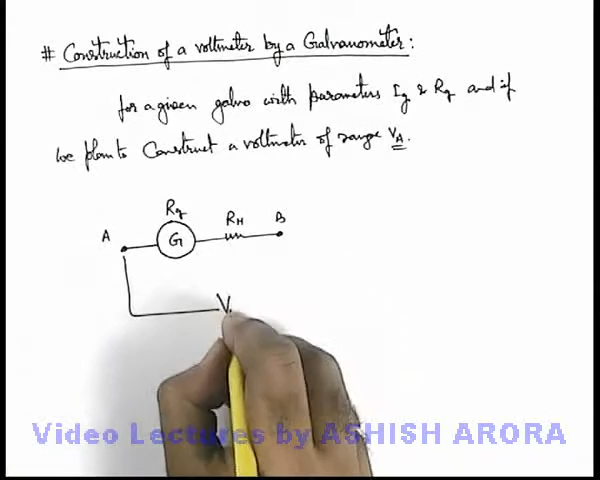 # Construction of a voltmeter by a Galvanometer :
for a given galvo with parameters Ig & Rg and if
we plan to Construct a voltmeter of range VA.
Rg
RH
A
B
G
V
Video Lectures by ASHISH ARORA